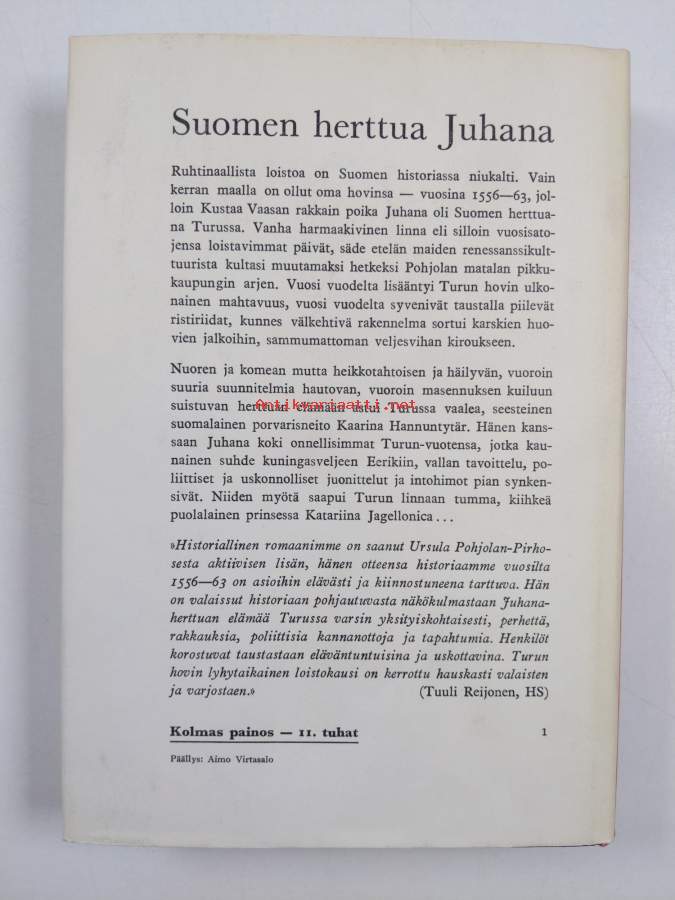 Suomen herttua Juhana
Ruhtinaallista loistoa on Suomen historiassa niukalti. Vain
kerran maalla on ollut oma hovinsa — vuosina 1556—63, jol-
loin Kustaa Vaasan rakkain poika Juhana oli Suomen herttua-
na Turussa. Vanha harmaakivinen linna eli silloin vuosisato-
jensa loistavimmat päivät, säde etelän maiden renessanssikult-
tuurista kultasi muutamaksi hetkeksi Pohjolan matalan pikku-
kaupungin arjen. Vuosi vuodelta lisääntyi Turun hovin ulko-
nainen mahtavuus, vuosi vuodelta syvenivät taustalla piilevät
ristiriidat, kunnes välkehtivä rakennelma sortui karskien huo-
vien jalkoihin, sammumattoman veljesvihan kiroukseen.
Nuoren ja komean mutta heikkotahtoisen ja häilyvän, vuoroin
suuria suunnitelmia hautovan, vuoroin masennuksen kuiluun
suistuvan herttuan elämään astui Turussa vaalea, seesteinen
Antikvariaatti.net
suomalainen porvarisneito Kaarina Hannuntytär. Hänen kans-
saan Juhana koki onnellisimmat Turun-vuotensa, jotka kau-
nainen suhde kuningasveljeen Eerikiin, vallan tavoittelu, po-
liittiset ja uskonnolliset juonittelut ja intohimot pian synken-
sivät. Niiden myötä saapui Turun linnaan tumma, kiihkeä
puolalainen prinsessa Katariina Jagellonica...
»Historiallinen romaanimme on saanut Ursula Pohjolan-Pirho-
sesta aktiivisen lisän, hänen otteensa historiaamme vuosilta
1556—63 on asioihin elävästi ja kiinnostuneena tarttuva. Hän
on valaissut historiaan pohjautuvasta näkökulmastaan Juhana-
herttuan elämää Turussa varsin yksityiskohtaisesti, perhettä,
rakkauksia, poliittisia kannanottoja ja tapahtumia. Henkilöt
korostuvat taustastaan eläväntuntuisina ja uskottavina. Turun
hovin lyhytaikainen loistokausi on kerrottu hauskasti valaisten
ja varjostaen.» (Tuuli Reijonen, HS)
Kolmas painos — 11. tuhat 1
Päällys: Aimo Virtasalo